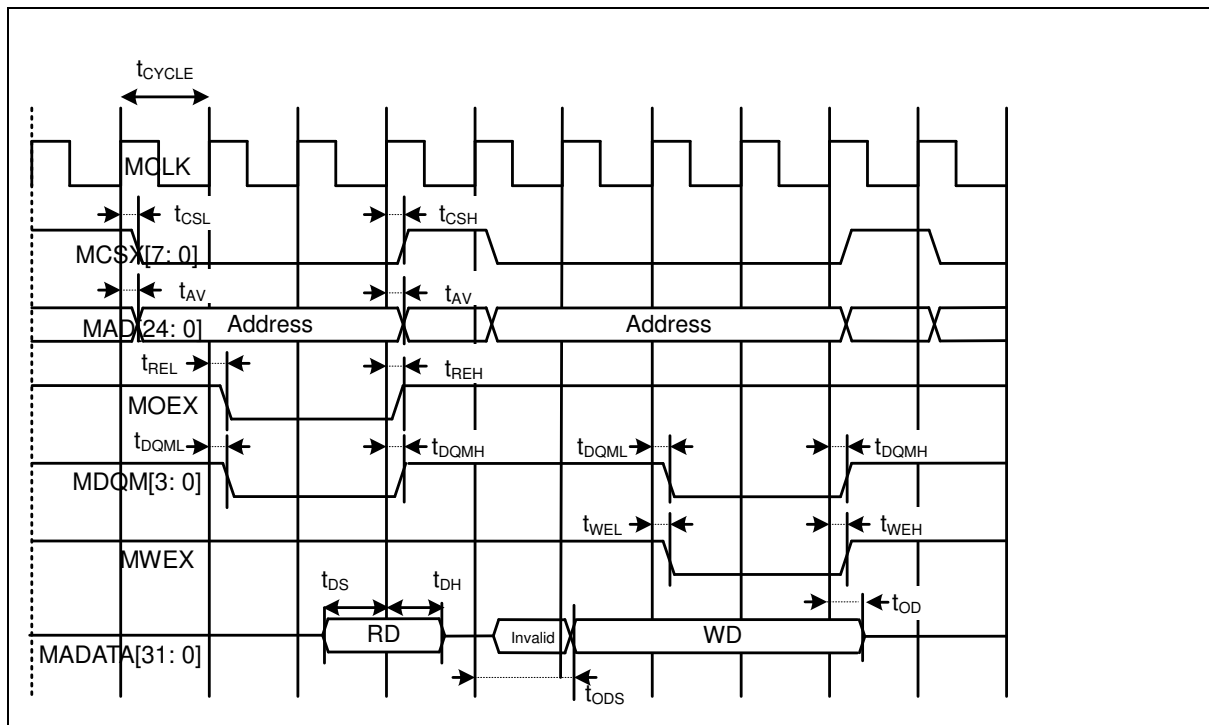 tCYCLE
MCLK
tCSL tCSH
MCSX[7: 0]
tAV tAV
MAD[24: 0] Address Address
tREL tREH
MOEX
tDQML tDQMH tDQML tDQMH
MDQM[3: 0]
tWEL tWEH
MWEX
tDS tDH tOD
RD Invalid WD
MADATA[31: 0]
tODS